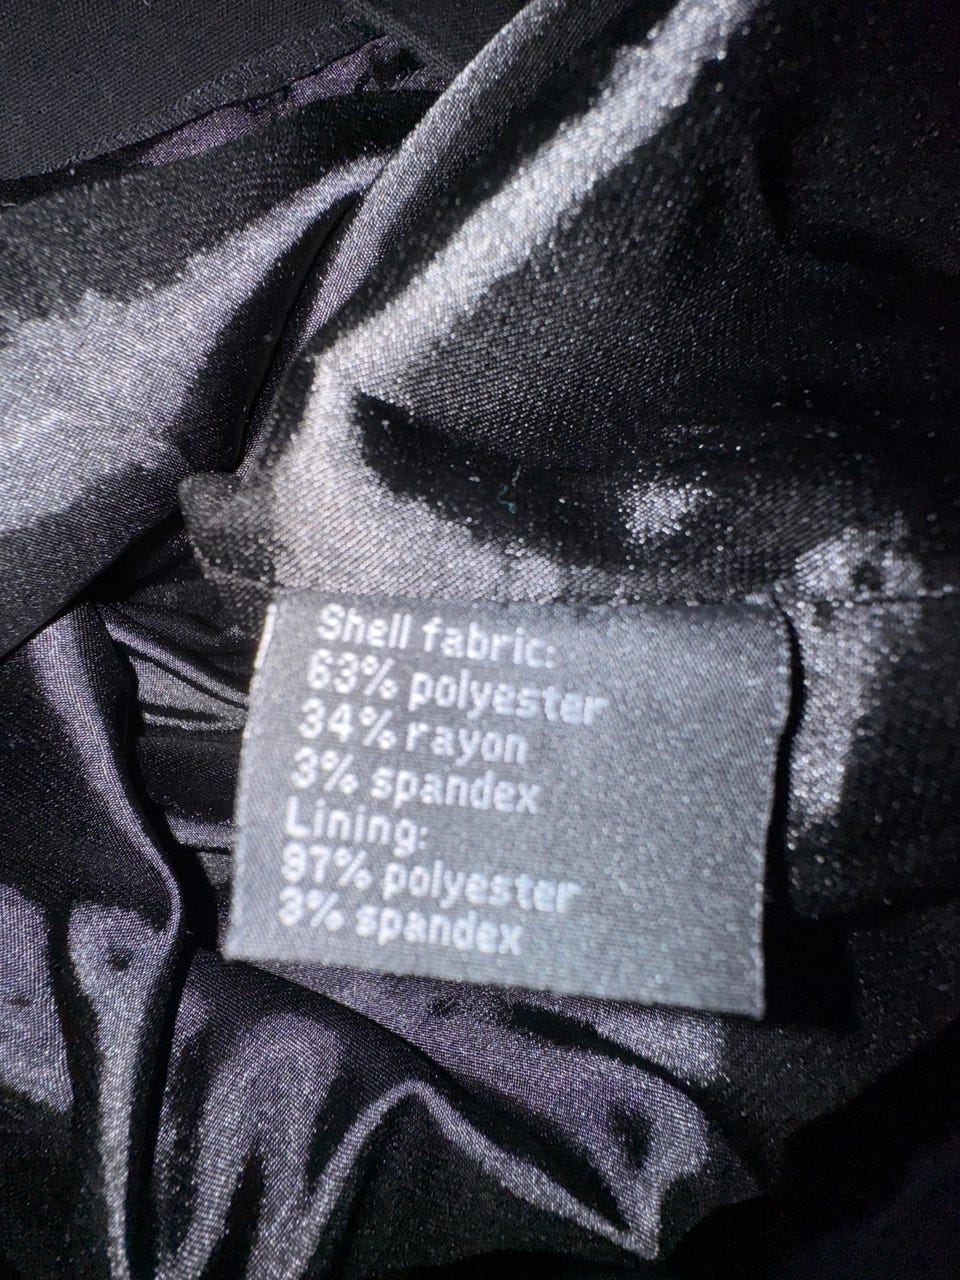 Shell fabric:
63% polyester
34% rayon
3% spandex
Lining:
97% polyester
3% spandex